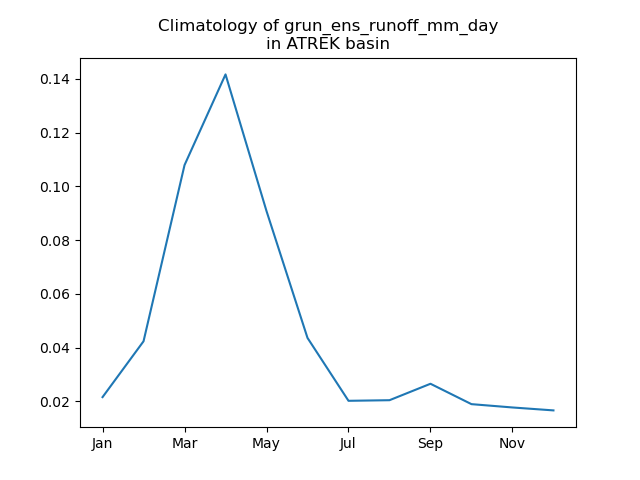 Climatology of grun_ens_runoff_mm_day
in ATREK basin
0.14
0.12
0.10
0.08
0.06
0.04
0.02
Jan Mar May Jul Sep Nov